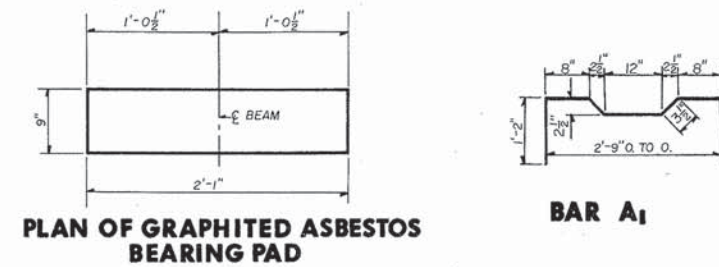 1'-0½" 1'-0½"
9"
℄ BEAM
2'-1"
PLAN OF GRAPHITED ASBESTOS
BEARING PAD
8" 2½" 12" 2½" 8"
1'-2"
2½"
3½"
2'-9" O. TO O.
BAR A1